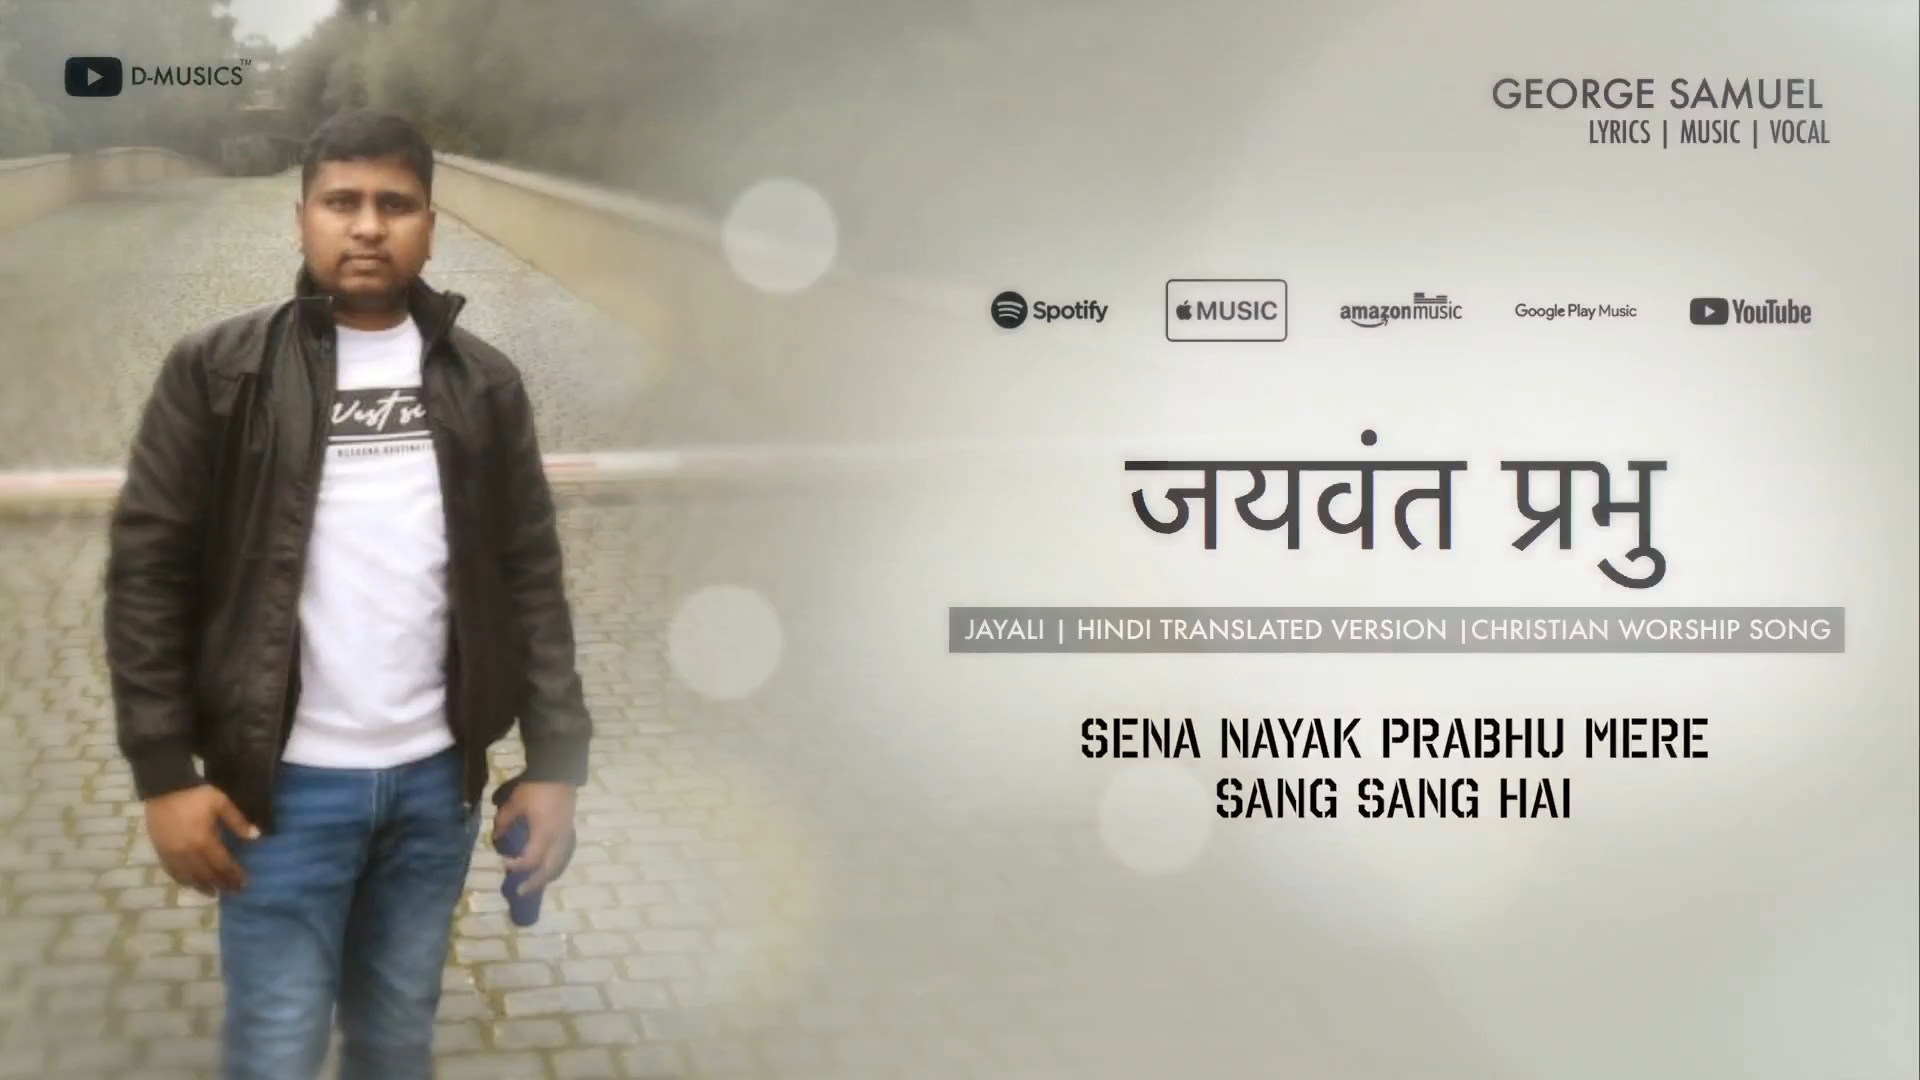 D-MUSICS™
GEORGE SAMUEL
LYRICS | MUSIC | VOCAL
Spotify
MUSIC
amazonmusic
Google Play Music
YouTube
जयवंत प्रभु
JAYALI | HINDI TRANSLATED VERSION |CHRISTIAN WORSHIP SONG
SENA NAYAK PRABHU MERE
SANG SANG HAI